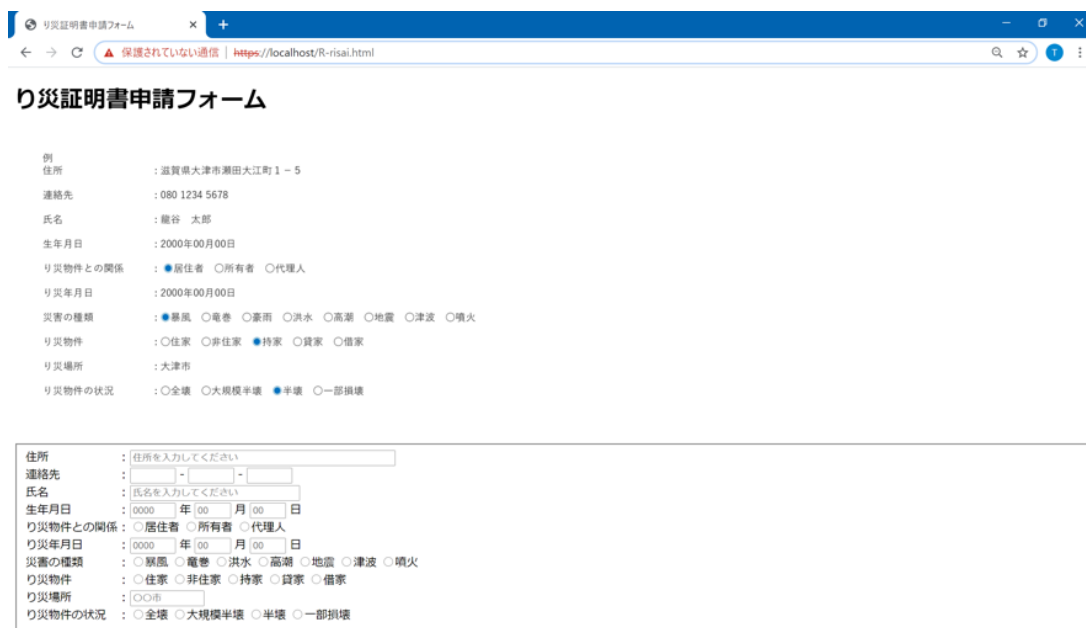 り災証明書申請フォーム
保護されていない通信 | https://localhost/R-risai.html
T
り災証明書申請フォーム
例
住所 : 滋賀県大津市瀬田大江町1－5
連絡先 : 080 1234 5678
氏名 : 龍谷 太郎
生年月日 : 2000年00月00日
り災物件との関係 : ●居住者 ○所有者 ○代理人
り災年月日 : 2000年00月00日
災害の種類 : ●暴風 ○竜巻 ○豪雨 ○洪水 ○高潮 ○地震 ○津波 ○噴火
り災物件 : ○住家 ○非住家 ●持家 ○貸家 ○借家
り災場所 : 大津市
り災物件の状況 : ○全壊 ○大規模半壊 ●半壊 ○一部損壊
住所 : 住所を入力してください
連絡先 : - -
氏名 : 氏名を入力してください
生年月日 : 0000 年 00 月 00 日
り災物件との関係 : ○居住者 ○所有者 ○代理人
り災年月日 : 0000 年 00 月 00 日
災害の種類 : ○暴風 ○竜巻 ○洪水 ○高潮 ○地震 ○津波 ○噴火
り災物件 : ○住家 ○非住家 ○持家 ○貸家 ○借家
り災場所 : ○○市
り災物件の状況 : ○全壊 ○大規模半壊 ○半壊 ○一部損壊